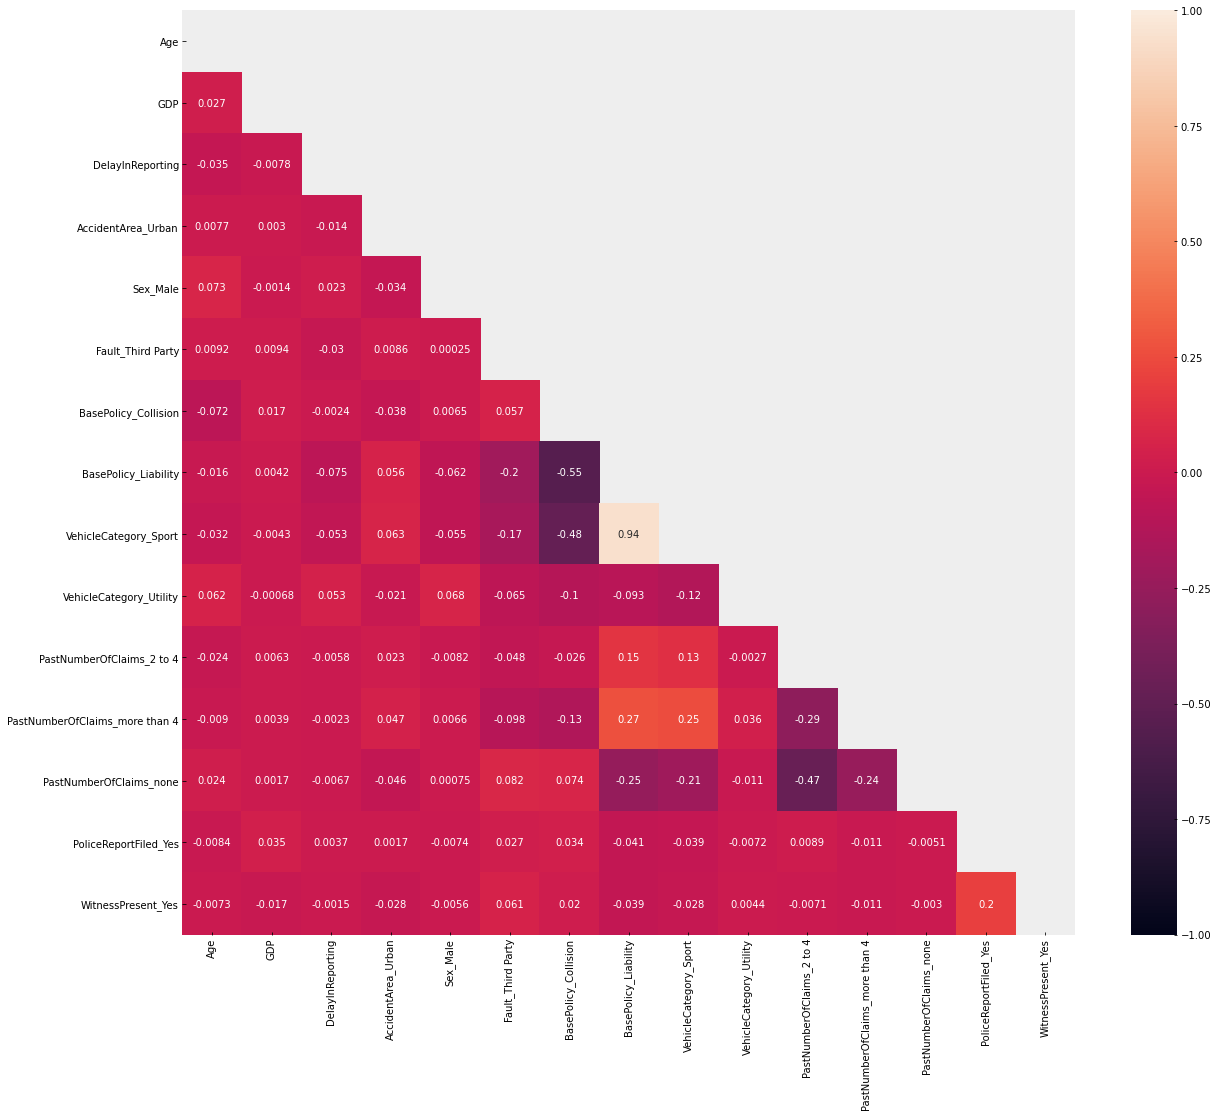 Age
GDP 0.027
DelayInReporting -0.035 -0.0078
AccidentArea_Urban 0.0077 0.003 -0.014
Sex_Male 0.073 -0.0014 0.023 -0.034
Fault_Third Party 0.0092 0.0094 -0.03 0.0086 0.00025
BasePolicy_Collision -0.072 0.017 -0.0024 -0.038 0.0065 0.057
BasePolicy_Liability -0.016 0.0042 -0.075 0.056 -0.062 -0.2 -0.55
VehicleCategory_Sport -0.032 -0.0043 -0.053 0.063 -0.055 -0.17 -0.48 0.94
VehicleCategory_Utility 0.062 -0.00068 0.053 -0.021 0.068 -0.065 -0.1 -0.093 -0.12
PastNumberOfClaims_2 to 4 -0.024 0.0063 -0.0058 0.023 -0.0082 -0.048 -0.026 0.15 0.13 -0.0027
PastNumberOfClaims_more than 4 -0.009 0.0039 -0.0023 0.047 0.0066 -0.098 -0.13 0.27 0.25 0.036 -0.29
PastNumberOfClaims_none 0.024 0.0017 -0.0067 -0.046 0.00075 0.082 0.074 -0.25 -0.21 -0.011 -0.47 -0.24
PoliceReportFiled_Yes -0.0084 0.035 0.0037 0.0017 -0.0074 0.027 0.034 -0.041 -0.039 -0.0072 0.0089 -0.011 -0.0051
WitnessPresent_Yes -0.0073 -0.017 -0.0015 -0.028 -0.0056 0.061 0.02 -0.039 -0.028 0.0044 -0.0071 -0.011 -0.003 0.2
Age
GDP
DelayInReporting
AccidentArea_Urban
Sex_Male
Fault_Third Party
BasePolicy_Collision
BasePolicy_Liability
VehicleCategory_Sport
VehicleCategory_Utility
PastNumberOfClaims_2 to 4
PastNumberOfClaims_more than 4
PastNumberOfClaims_none
PoliceReportFiled_Yes
WitnessPresent_Yes
1.00
0.75
0.50
0.25
0.00
−0.25
−0.50
−0.75
−1.00